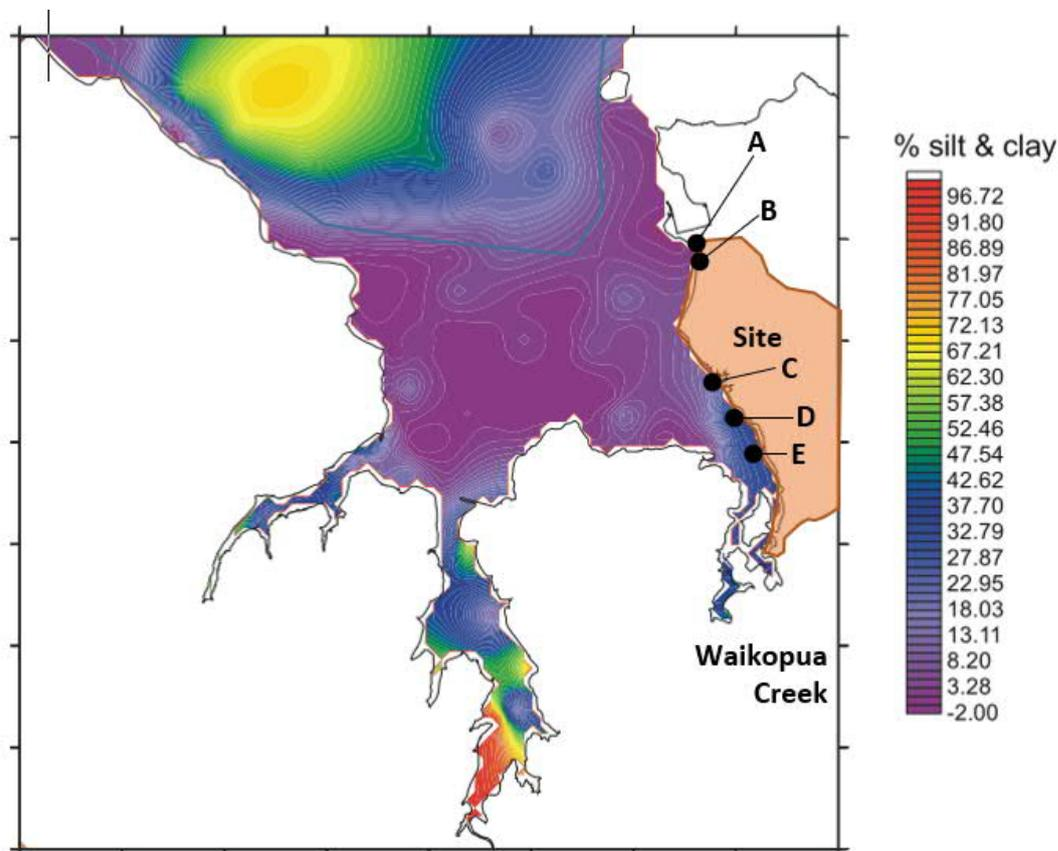 % silt & clay
A
B
Site
C
D
E
Waikopua
Creek
96.72
91.80
86.89
81.97
77.05
72.13
67.21
62.30
57.38
52.46
47.54
42.62
37.70
32.79
27.87
22.95
18.03
13.11
8.20
3.28
-2.00